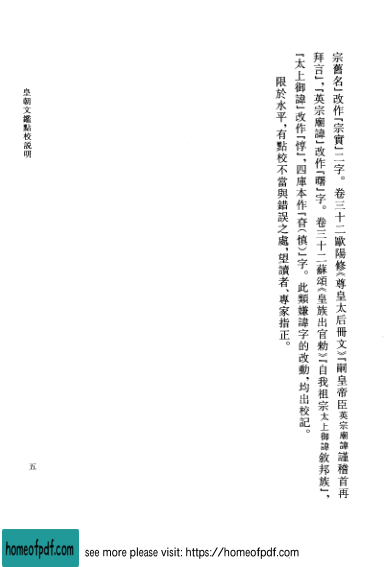 宗舊名』改作『宗實』二字。卷三十二歐陽修《尊皇太后冊文》『嗣皇帝臣英宗廟諱謹稽首再
拜言』,『英宗廟諱』改作『曙』字。卷三十二蘇頌《皇族出官勅》『自我祖宗太上御諱敘邦族』,
『太上御諱』改作『惇』,四庫本作『昚(慎)』字。此類嫌諱字的改動,均出校記。
限於水平,有點校不當與錯誤之處,望讀者、專家指正。
皇朝文鑑點校説明
五
homeofpdf.com
see more please visit: https://homeofpdf.com